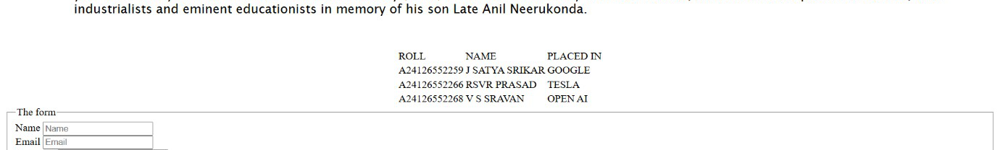 industrialists and eminent educationists in memory of his son Late Anil Neerukonda.
ROLL NAME PLACED IN
A24126552259 J SATYA SRIKAR GOOGLE
A24126552266 RSVR PRASAD TESLA
A24126552268 V S SRAVAN OPEN AI
The form
Name Name
Email Email